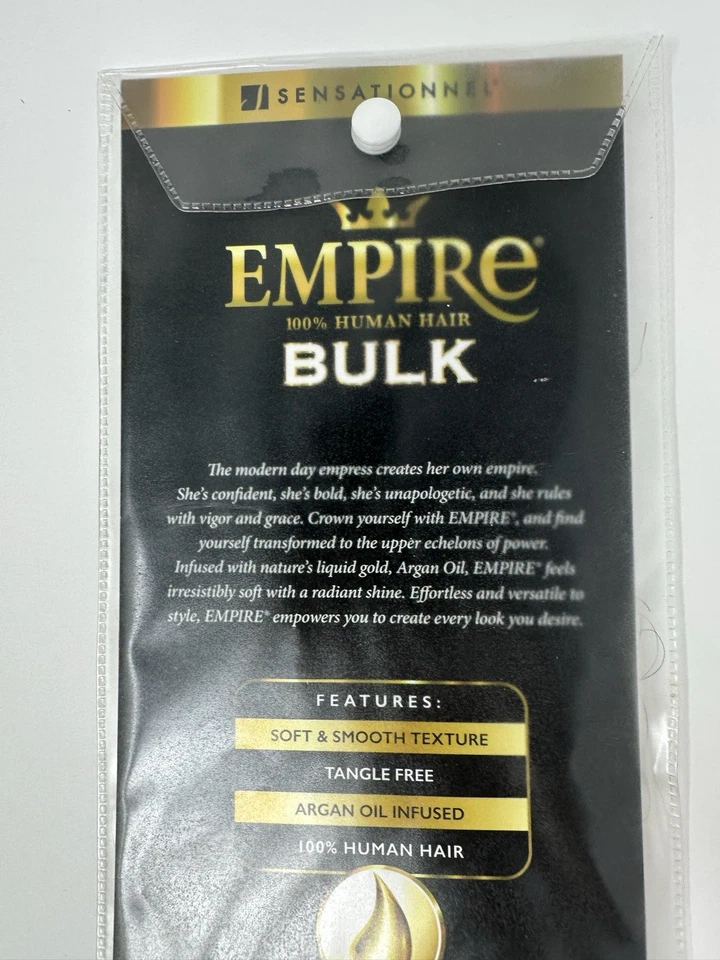 SENSATIONNEL
EMPIRe®
100% HUMAN HAIR
BULK
The modern day empress creates her own empire.
She's confident, she's bold, she's unapologetic, and she rules
with vigor and grace. Crown yourself with EMPIRE®, and find
yourself transformed to the upper echelons of power.
Infused with nature's liquid gold, Argan Oil, EMPIRE® feels
irresistibly soft with a radiant shine. Effortless and versatile to
style, EMPIRE® empowers you to create every look you desire.
FEATURES:
SOFT & SMOOTH TEXTURE
TANGLE FREE
ARGAN OIL INFUSED
100% HUMAN HAIR